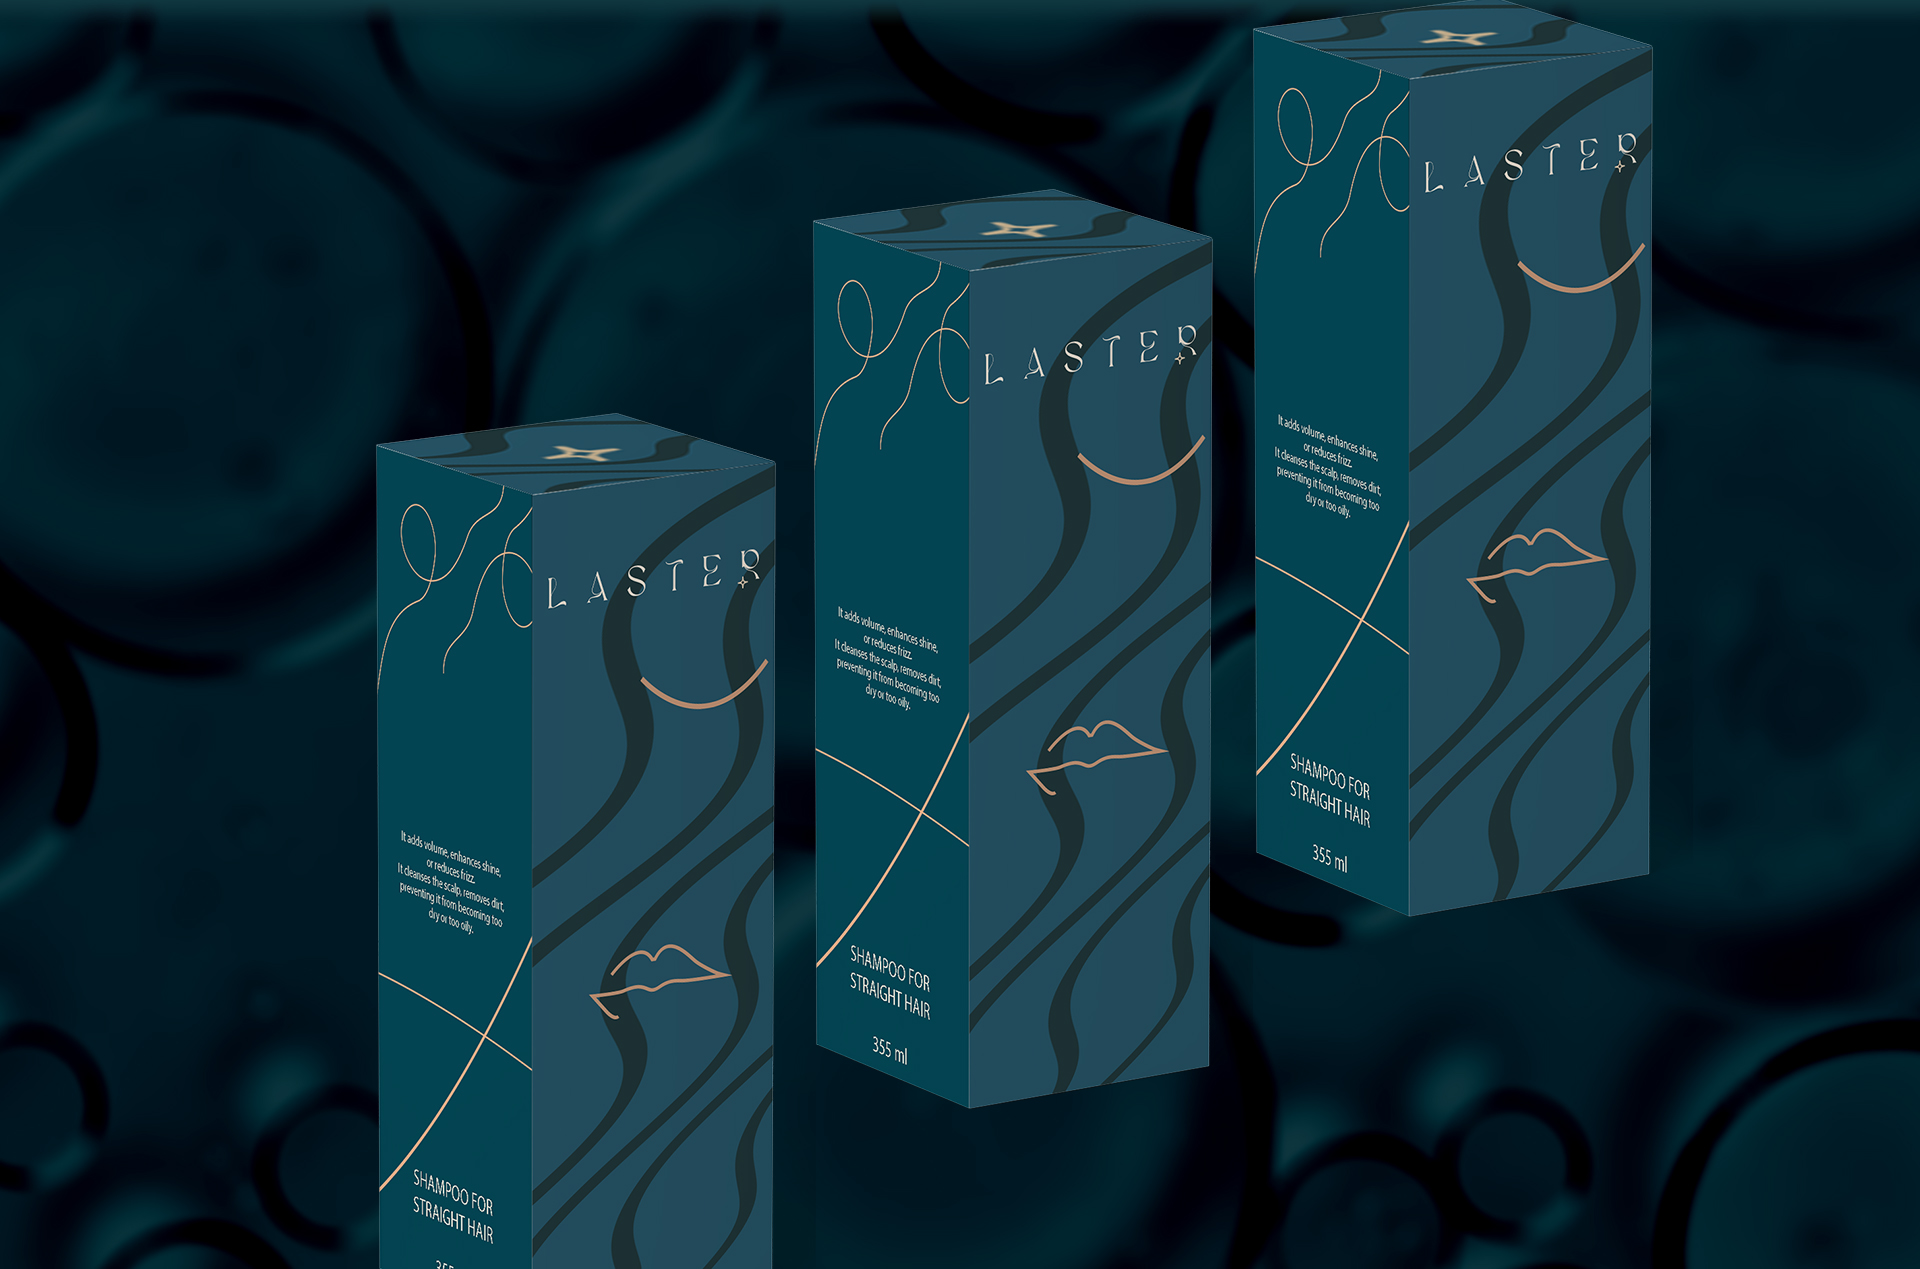 LASTER
It adds volume, enhances shine,
or reduces frizz.
It cleanses the scalp, removes dirt,
preventing it from becoming too
dry or too oily.
SHAMPOO FOR
STRAIGHT HAIR
355
LASTER
It adds volume, enhances shine,
or reduces frizz.
It cleanses the scalp, removes dirt,
preventing it from becoming too
dry or too oily.
SHAMPOO FOR
STRAIGHT HAIR
355 ml
LASTER
It adds volume, enhances shine,
or reduces frizz.
It cleanses the scalp, removes dirt,
preventing it from becoming too
dry or too oily.
SHAMPOO FOR
STRAIGHT HAIR
355 ml